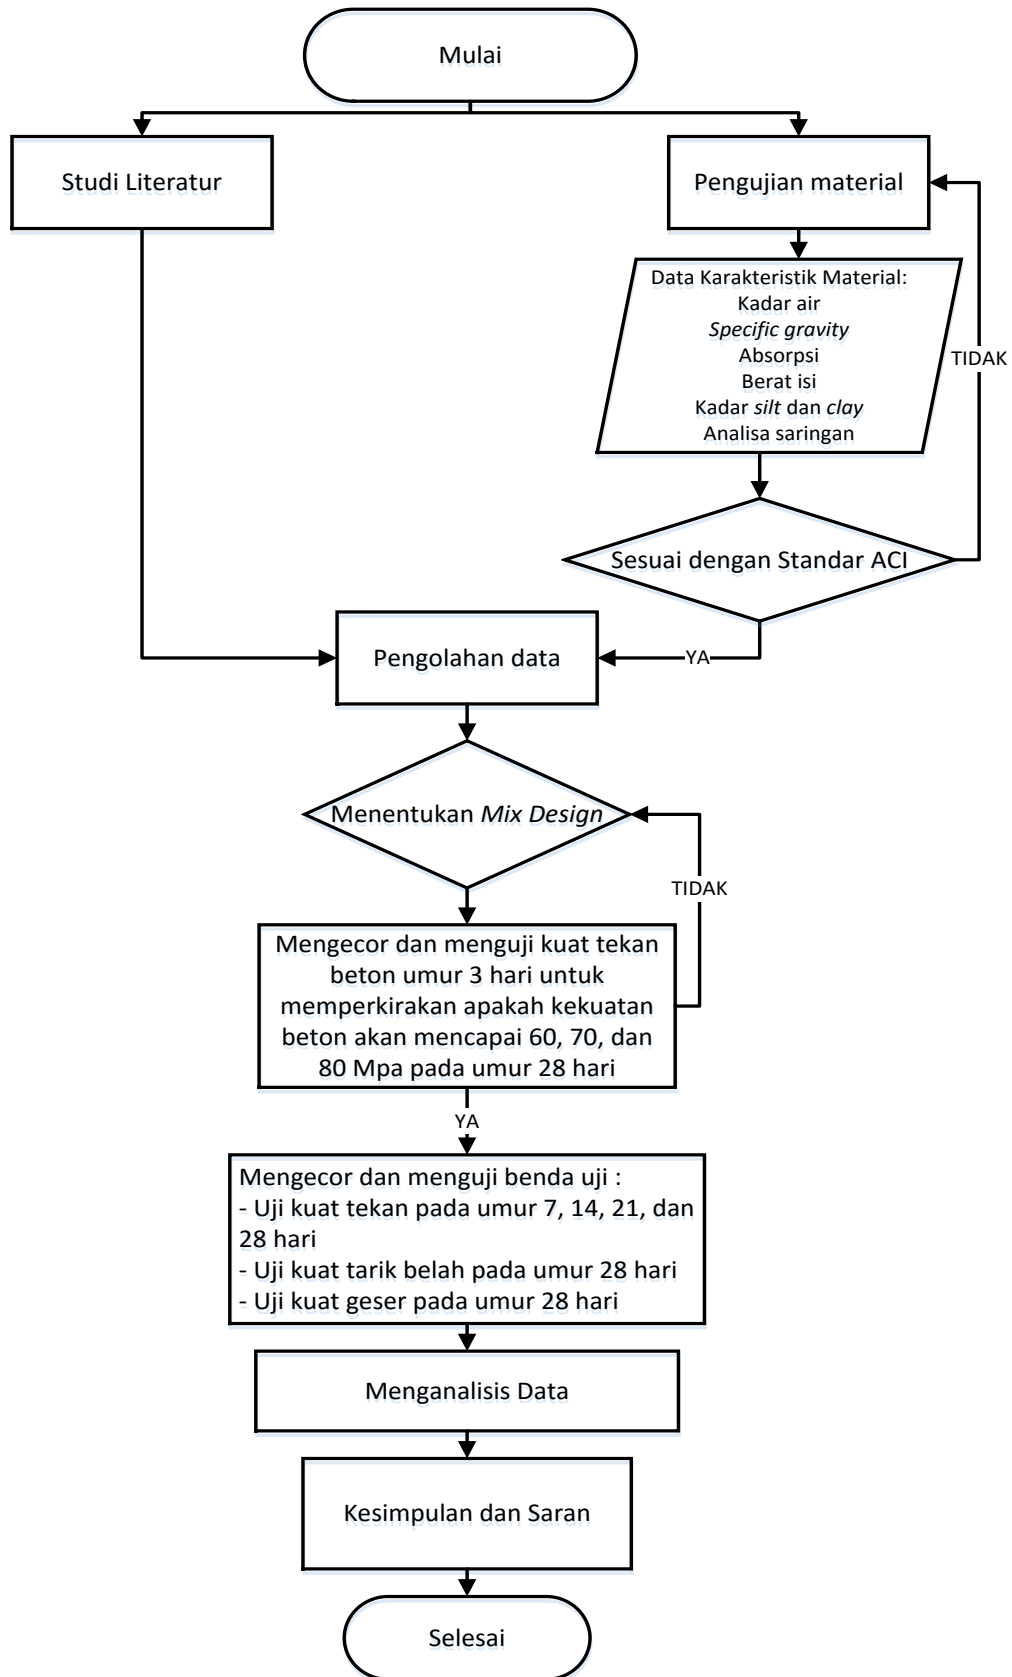 Mulai
Studi Literatur
Pengujian material
Data Karakteristik Material:
Kadar air
Specific gravity
Absorpsi
Berat isi
Kadar silt dan clay
Analisa saringan
TIDAK
Sesuai dengan Standar ACI
Pengolahan data
YA
Menentukan Mix Design
TIDAK
Mengecor dan menguji kuat tekan
beton umur 3 hari untuk
memperkirakan apakah kekuatan
beton akan mencapai 60, 70, dan
80 Mpa pada umur 28 hari
YA
Mengecor dan menguji benda uji :
- Uji kuat tekan pada umur 7, 14, 21, dan
28 hari
- Uji kuat tarik belah pada umur 28 hari
- Uji kuat geser pada umur 28 hari
Menganalisis Data
Kesimpulan dan Saran
Selesai